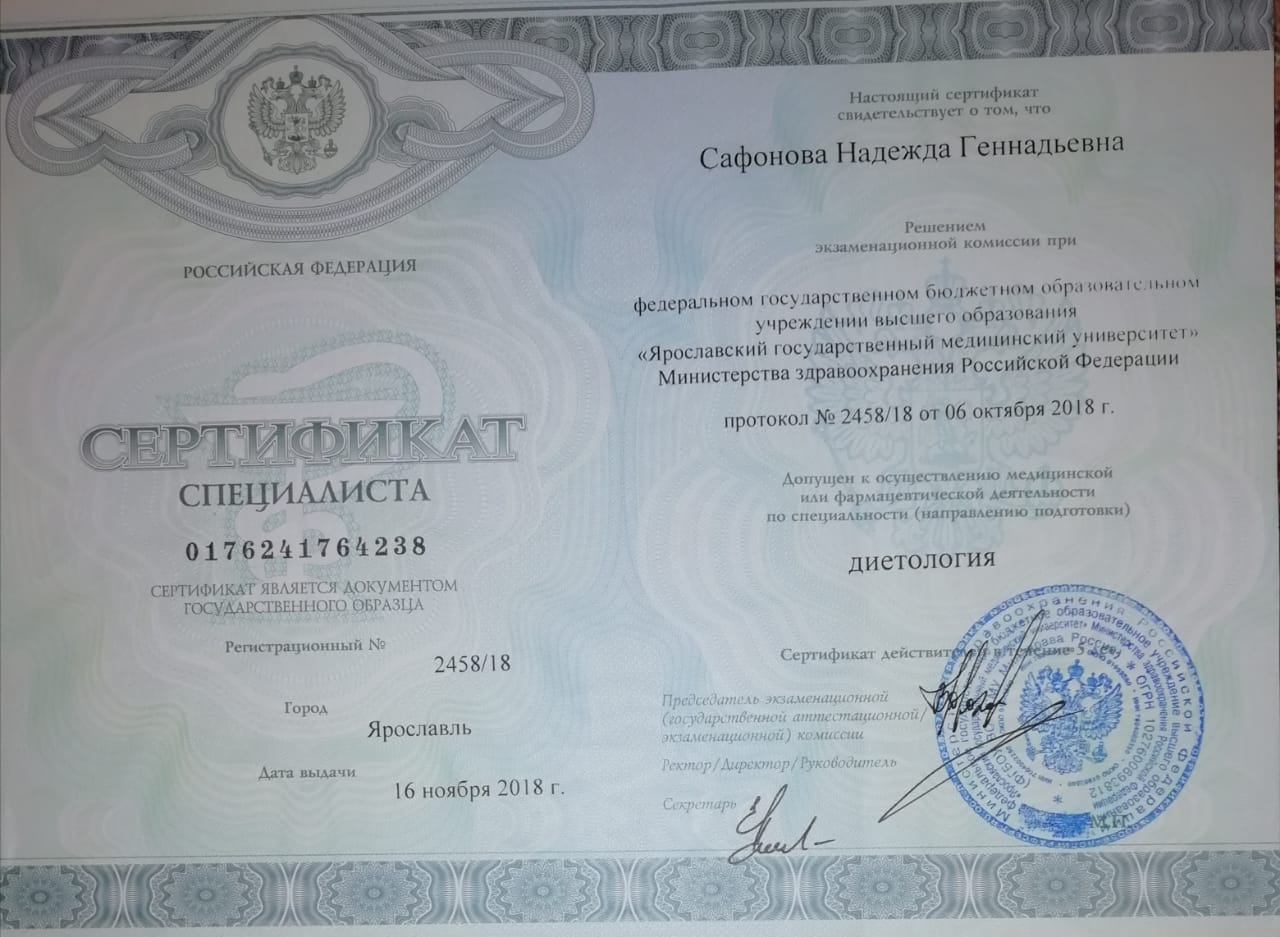 РОССИЙСКАЯ ФЕДЕРАЦИЯ
СЕРТИФИКАТ
СПЕЦИАЛИСТА
0176241764238
СЕРТИФИКАТ ЯВЛЯЕТСЯ ДОКУМЕНТОМ
ГОСУДАРСТВЕННОГО ОБРАЗЦА
Регистрационный №
2458/18
Город
Ярославль
Дата выдачи
16 ноября 2018 г.
Настоящий сертификат
свидетельствует о том, что
Сафонова Надежда Геннадьевна
Решением
экзаменационной комиссии при
федеральном государственном бюджетном образовательном
учреждении высшего образования
«Ярославский государственный медицинский университет»
Министерства здравоохранения Российской Федерации
протокол № 2458/18 от 06 октября 2018 г.
Допущен к осуществлению медицинской
или фармацевтической деятельности
по специальности (направлению подготовки)
диетология
Сертификат действителен в течение 5 лет
Председатель экзаменационной
(государственной аттестационной/
экзаменационной) комиссии
Ректор/Директор/Руководитель
Секретарь
М.П.